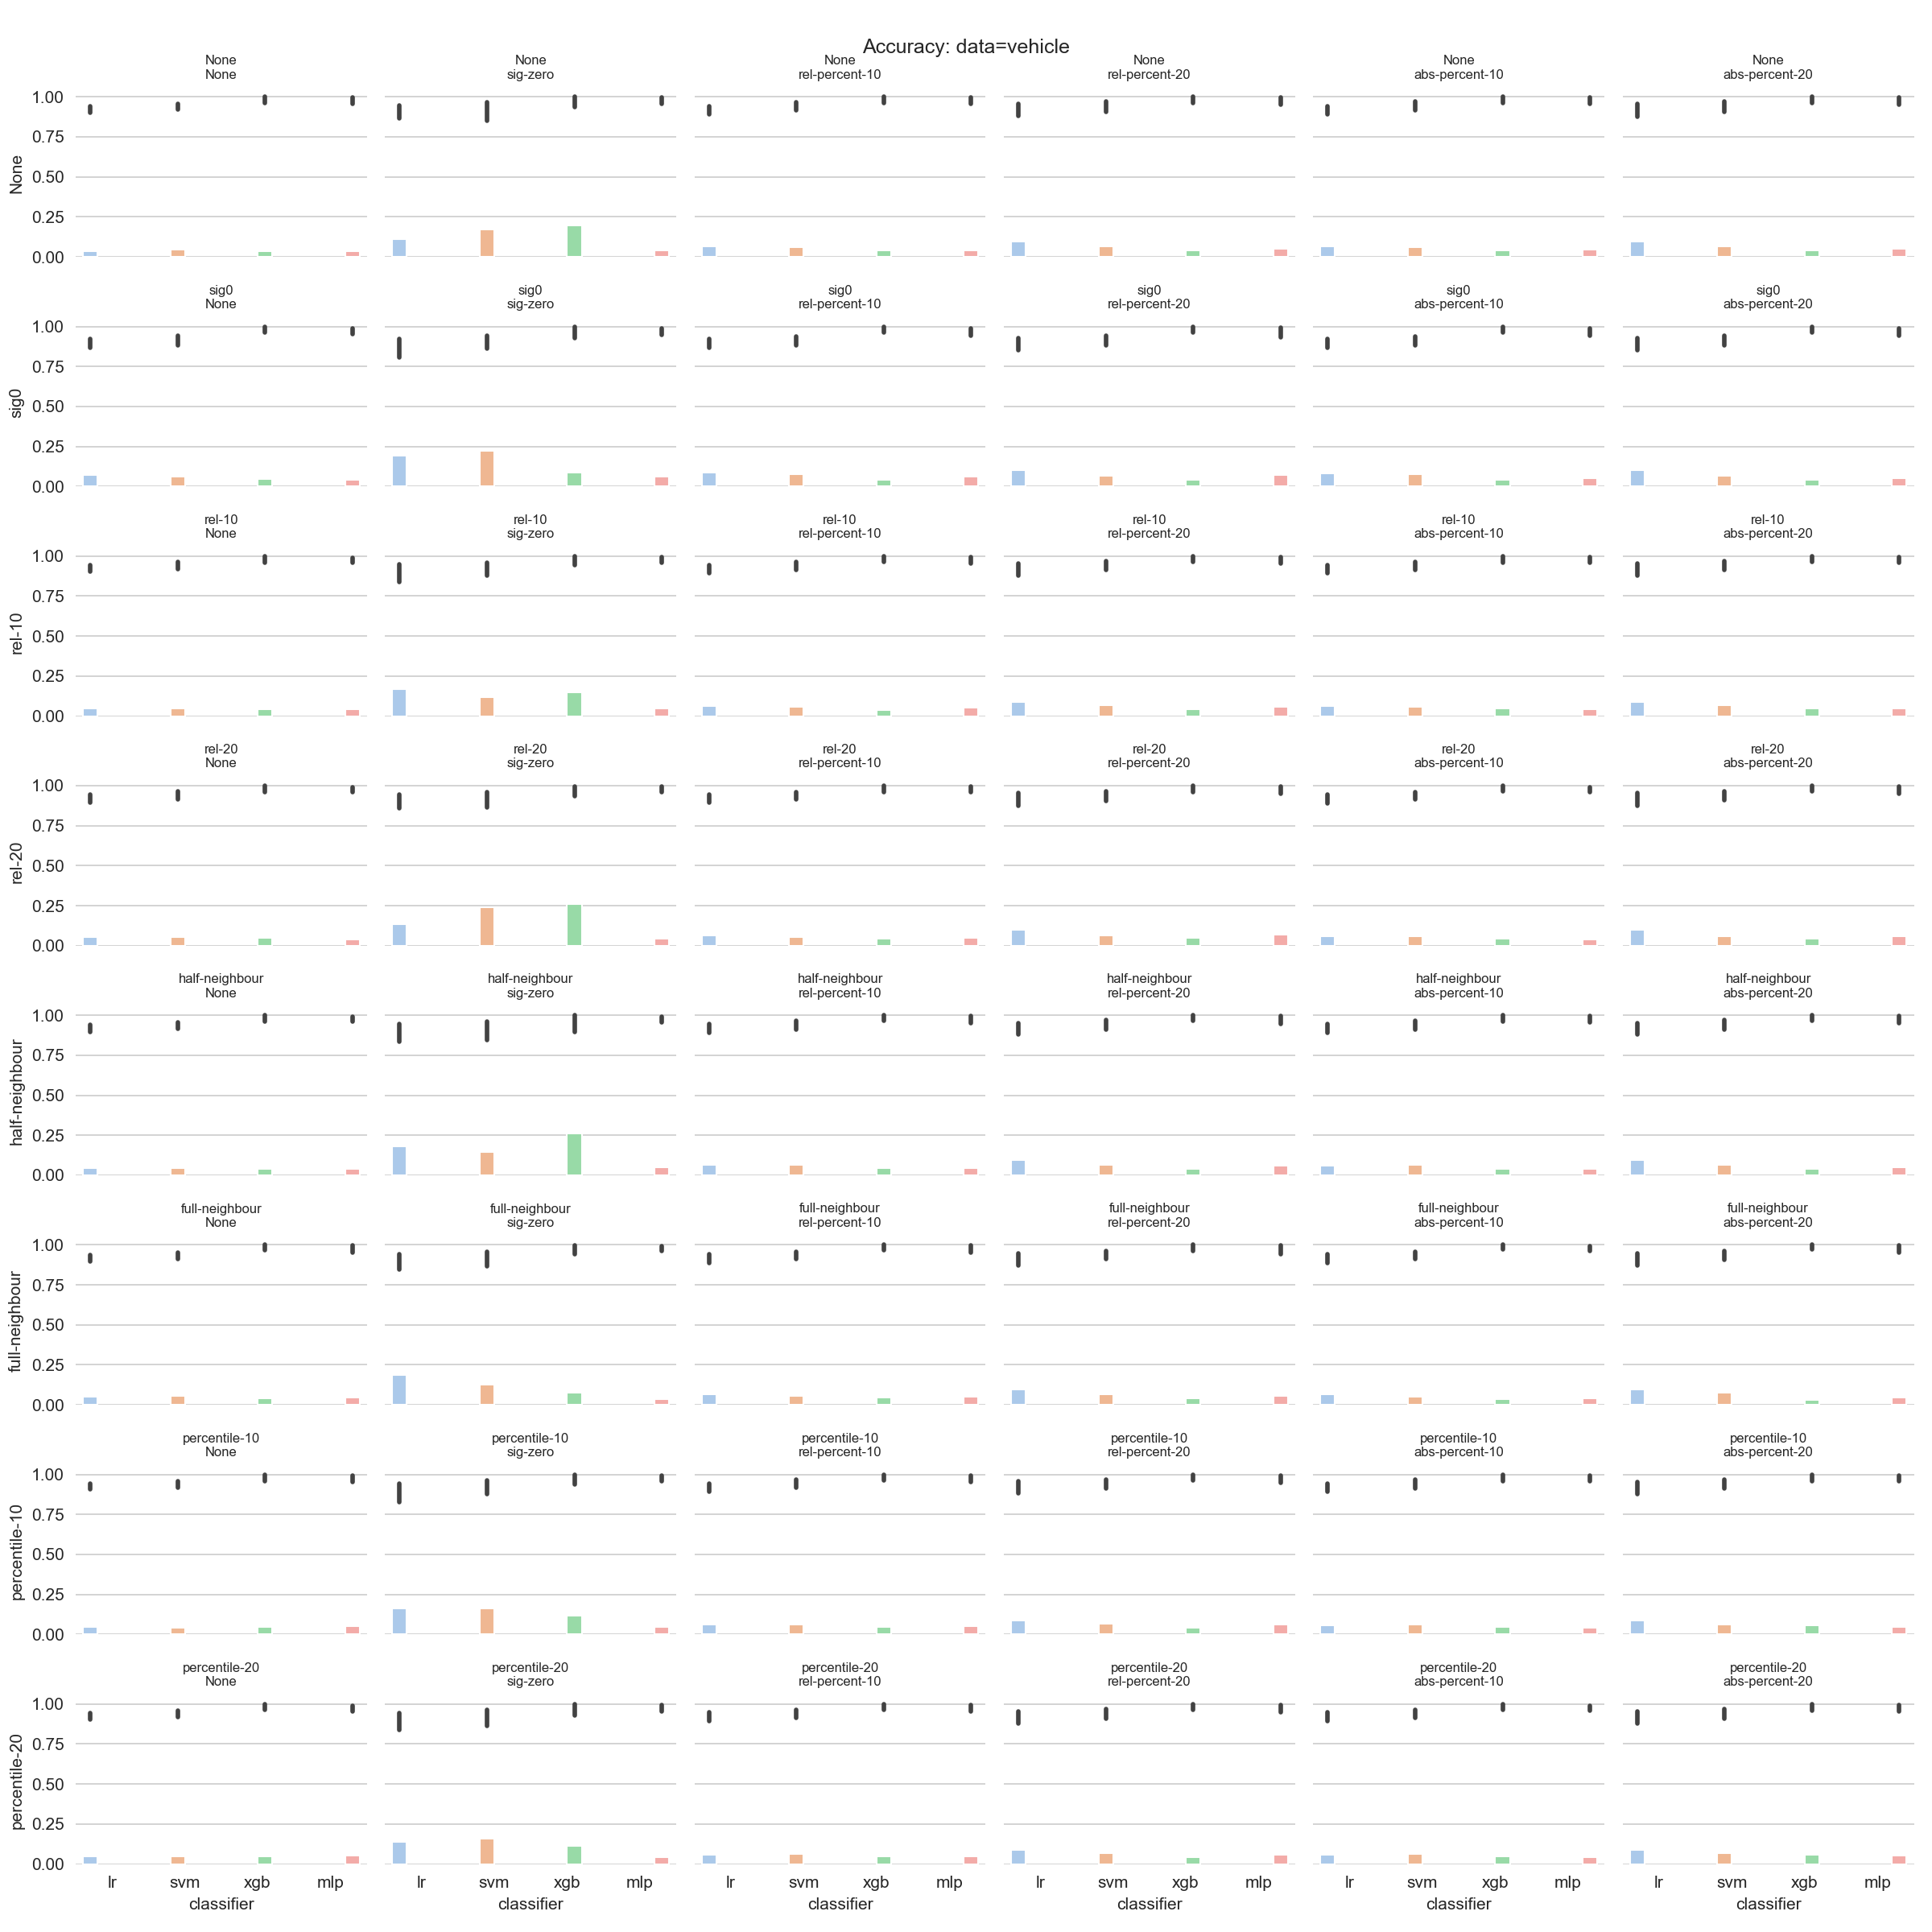 Accuracy: data=vehicle
None None None None None None
None sig-zero rel-percent-10 rel-percent-20 abs-percent-10 abs-percent-20
1.00
0.75
0.50
0.25
0.00
None
sig0 sig0 sig0 sig0 sig0 sig0
None sig-zero rel-percent-10 rel-percent-20 abs-percent-10 abs-percent-20
1.00
0.75
0.50
0.25
0.00
sig0
rel-10 rel-10 rel-10 rel-10 rel-10 rel-10
None sig-zero rel-percent-10 rel-percent-20 abs-percent-10 abs-percent-20
1.00
0.75
0.50
0.25
0.00
rel-10
rel-20 rel-20 rel-20 rel-20 rel-20 rel-20
None sig-zero rel-percent-10 rel-percent-20 abs-percent-10 abs-percent-20
1.00
0.75
0.50
0.25
0.00
rel-20
half-neighbour half-neighbour half-neighbour half-neighbour half-neighbour half-neighbour
None sig-zero rel-percent-10 rel-percent-20 abs-percent-10 abs-percent-20
1.00
0.75
0.50
0.25
0.00
half-neighbour
full-neighbour full-neighbour full-neighbour full-neighbour full-neighbour full-neighbour
None sig-zero rel-percent-10 rel-percent-20 abs-percent-10 abs-percent-20
1.00
0.75
0.50
0.25
0.00
full-neighbour
percentile-10 percentile-10 percentile-10 percentile-10 percentile-10 percentile-10
None sig-zero rel-percent-10 rel-percent-20 abs-percent-10 abs-percent-20
1.00
0.75
0.50
0.25
0.00
percentile-10
percentile-20 percentile-20 percentile-20 percentile-20 percentile-20 percentile-20
None sig-zero rel-percent-10 rel-percent-20 abs-percent-10 abs-percent-20
1.00
0.75
0.50
0.25
0.00
percentile-20
lr svm xgb mlp lr svm xgb mlp lr svm xgb mlp lr svm xgb mlp lr svm xgb mlp lr svm xgb mlp
classifier classifier classifier classifier classifier classifier